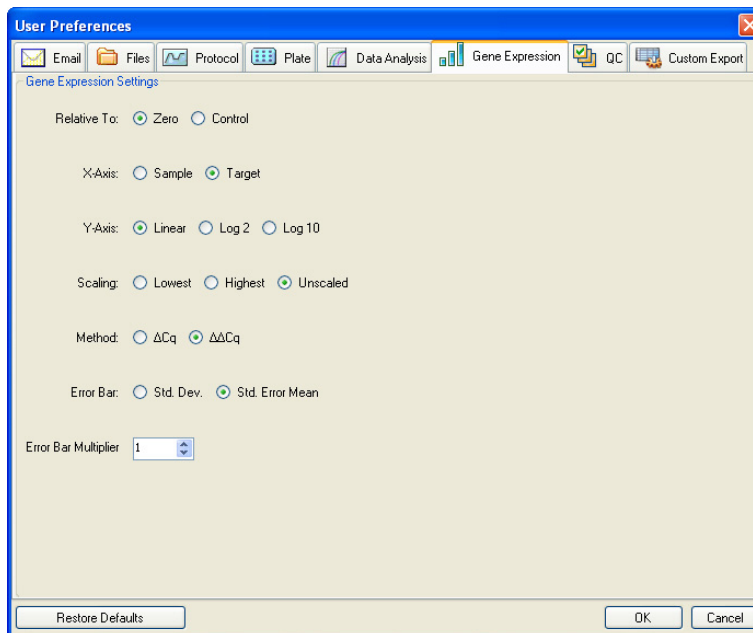 User Preferences
Email Files Protocol Plate Data Analysis Gene Expression QC Custom Export
Gene Expression Settings
Relative To: Zero Control
X-Axis: Sample Target
Y-Axis: Linear Log 2 Log 10
Scaling: Lowest Highest Unscaled
Method: ΔCq ΔΔCq
Error Bar: Std. Dev. Std. Error Mean
Error Bar Multiplier 1
Restore Defaults OK Cancel